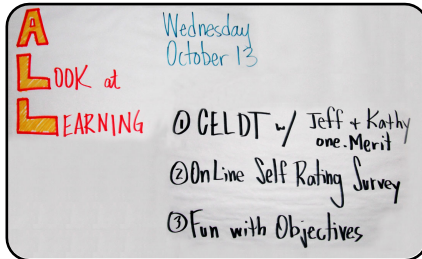 A
LOOK at
LEARNING
Wednesday
October 13
① CELDT w/ Jeff + Kathy
one.Merit
② OnLine Self Rating Survey
③ Fun with Objectives